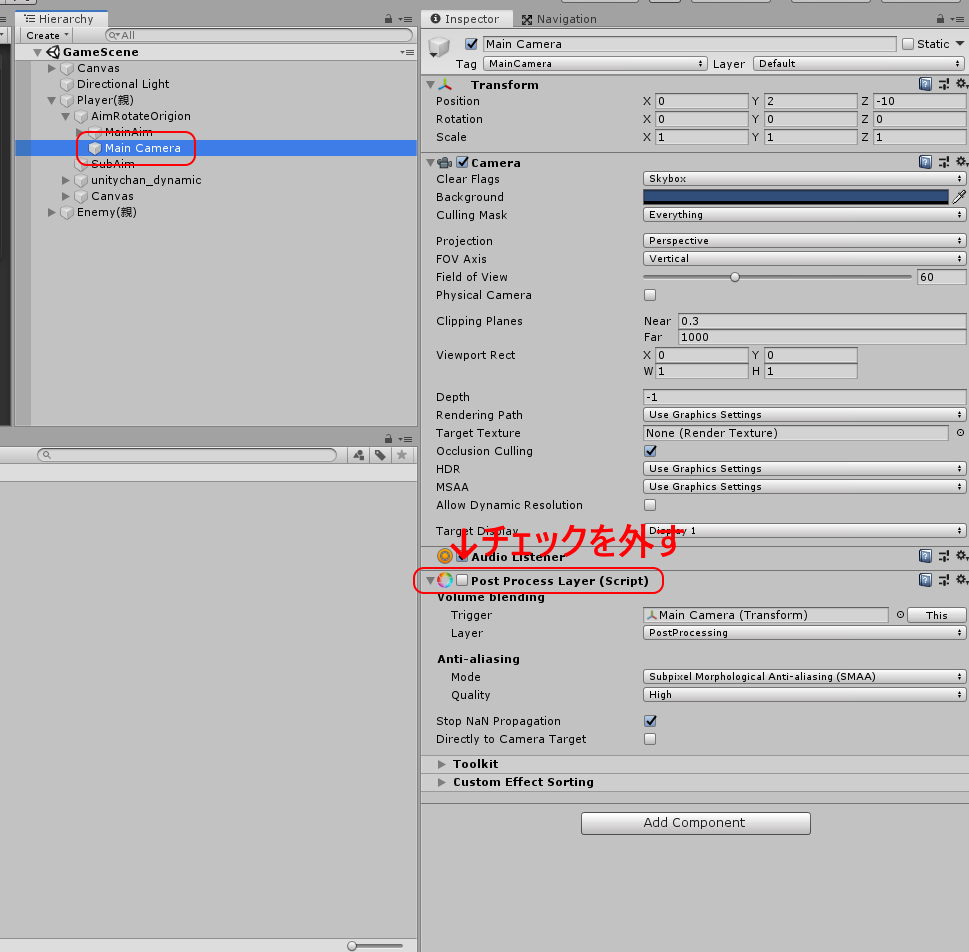 Hierarchy
Create
All
GameScene
Canvas
Directional Light
Player(親)
AimRotateOrigion
MainAim
Main Camera
SubAim
unitychan_dynamic
Canvas
Enemy(親)
Inspector
Navigation
Main Camera
Static
Tag MainCamera Layer Default
Transform
Position X 0 Y 2 Z -10
Rotation X 0 Y 0 Z 0
Scale X 1 Y 1 Z 1
Camera
Clear Flags Skybox
Background
Culling Mask Everything
Projection Perspective
FOV Axis Vertical
Field of View 60
Physical Camera
Clipping Planes Near 0.3
Far 1000
Viewport Rect X 0 Y 0
W 1 H 1
Depth -1
Rendering Path Use Graphics Settings
Target Texture None (Render Texture)
Occlusion Culling
HDR Use Graphics Settings
MSAA Use Graphics Settings
Allow Dynamic Resolution
Target Display Display 1
↓チェックを外す
Audio Listener
Post Process Layer (Script)
Volume blending
Trigger Main Camera (Transform) This
Layer PostProcessing
Anti-aliasing
Mode Subpixel Morphological Anti-aliasing (SMAA)
Quality High
Stop NaN Propagation
Directly to Camera Target
Toolkit
Custom Effect Sorting
Add Component